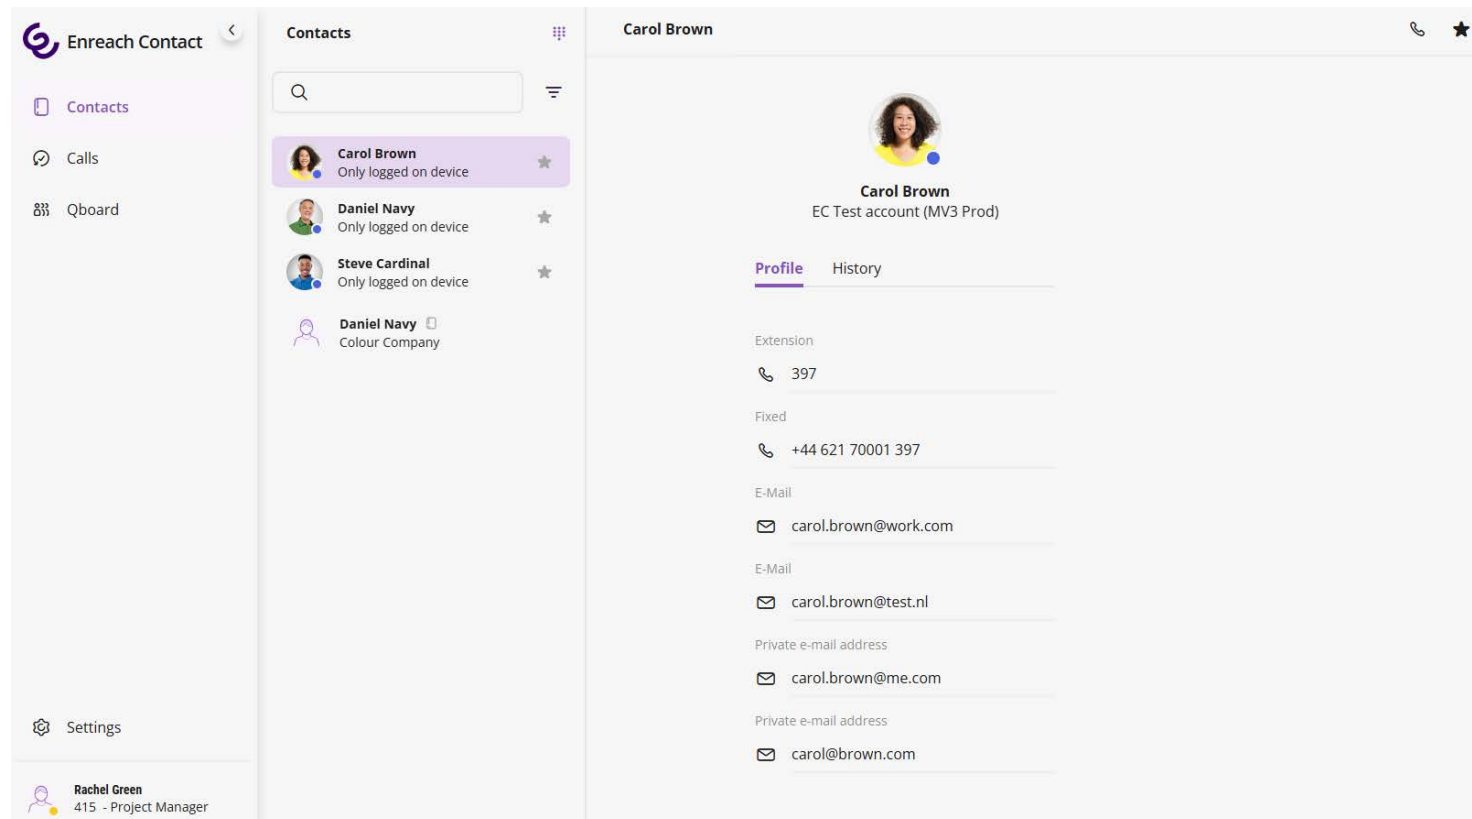 Enreach Contact
Contacts
Calls
Qboard
Settings
Rachel Green
415 - Project Manager
Contacts
Carol Brown
Only logged on device
Daniel Navy
Only logged on device
Steve Cardinal
Only logged on device
Daniel Navy
Colour Company
Carol Brown
Carol Brown
EC Test account (MV3 Prod)
Profile History
Extension
397
Fixed
+44 621 70001 397
E-Mail
carol.brown@work.com
E-Mail
carol.brown@test.nl
Private e-mail address
carol.brown@me.com
Private e-mail address
carol@brown.com